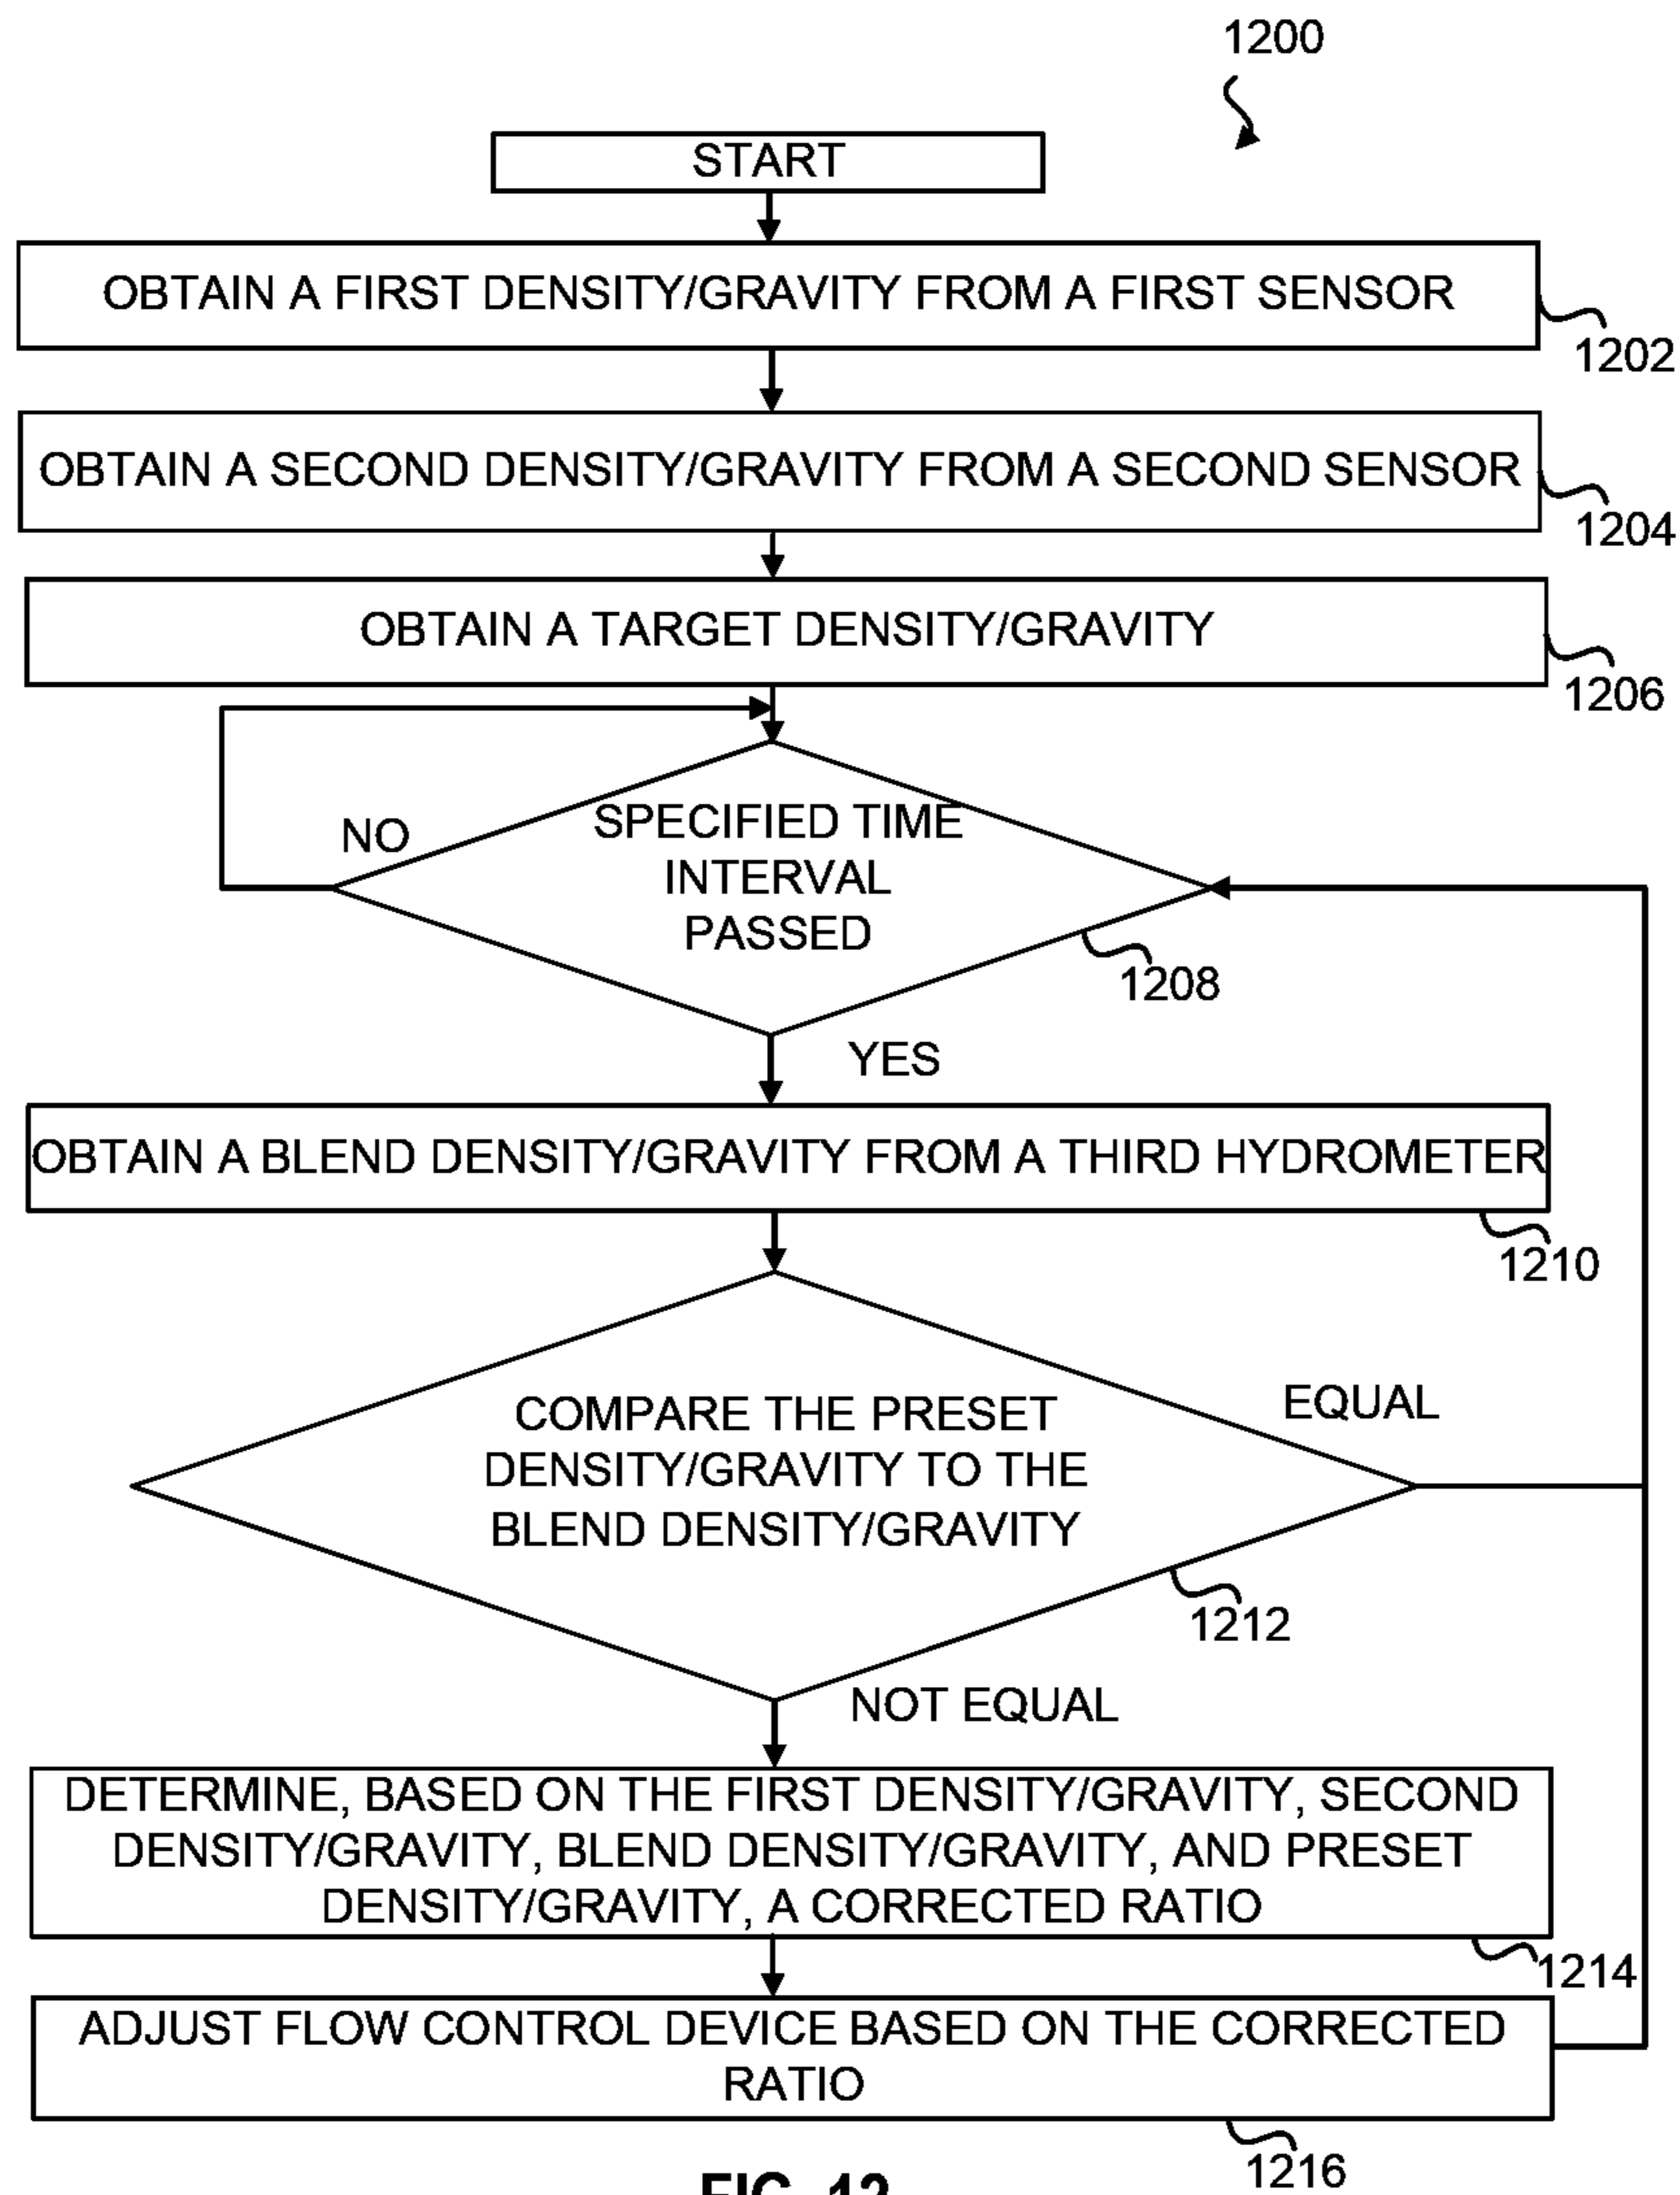 1200
START
OBTAIN A FIRST DENSITY/GRAVITY FROM A FIRST SENSOR
1202
OBTAIN A SECOND DENSITY/GRAVITY FROM A SECOND SENSOR
1204
OBTAIN A TARGET DENSITY/GRAVITY
1206
NO
SPECIFIED TIME
INTERVAL
PASSED
1208
YES
OBTAIN A BLEND DENSITY/GRAVITY FROM A THIRD HYDROMETER
1210
COMPARE THE PRESET
DENSITY/GRAVITY TO THE
BLEND DENSITY/GRAVITY
EQUAL
1212
NOT EQUAL
DETERMINE, BASED ON THE FIRST DENSITY/GRAVITY, SECOND
DENSITY/GRAVITY, BLEND DENSITY/GRAVITY, AND PRESET
DENSITY/GRAVITY, A CORRECTED RATIO
1214
ADJUST FLOW CONTROL DEVICE BASED ON THE CORRECTED
RATIO
1216
FIG. 12